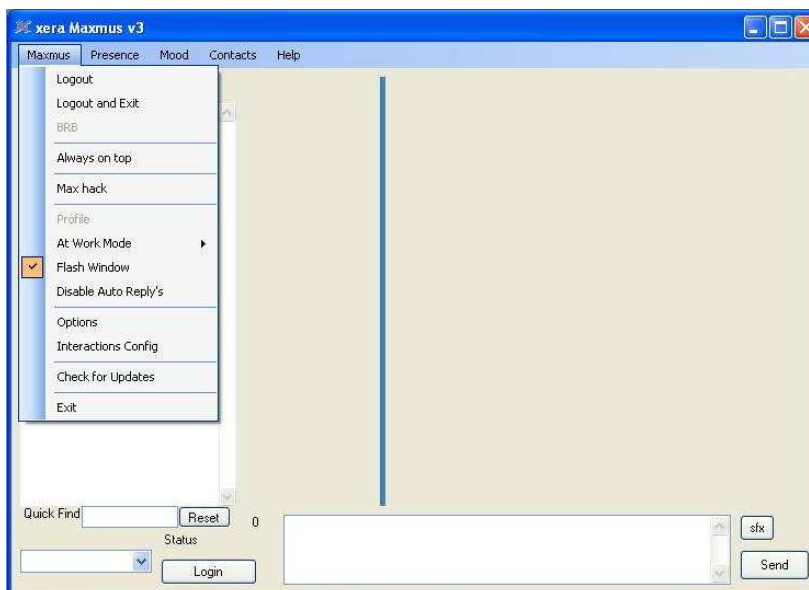 xera Maxmus v3
Maxmus Presence Mood Contacts Help
Logout
Logout and Exit
BRB
Always on top
Max hack
Profile
At Work Mode
Flash Window
Disable Auto Reply's
Options
Interactions Config
Check for Updates
Exit
Quick Find Reset 0
Status
Login
sfx
Send